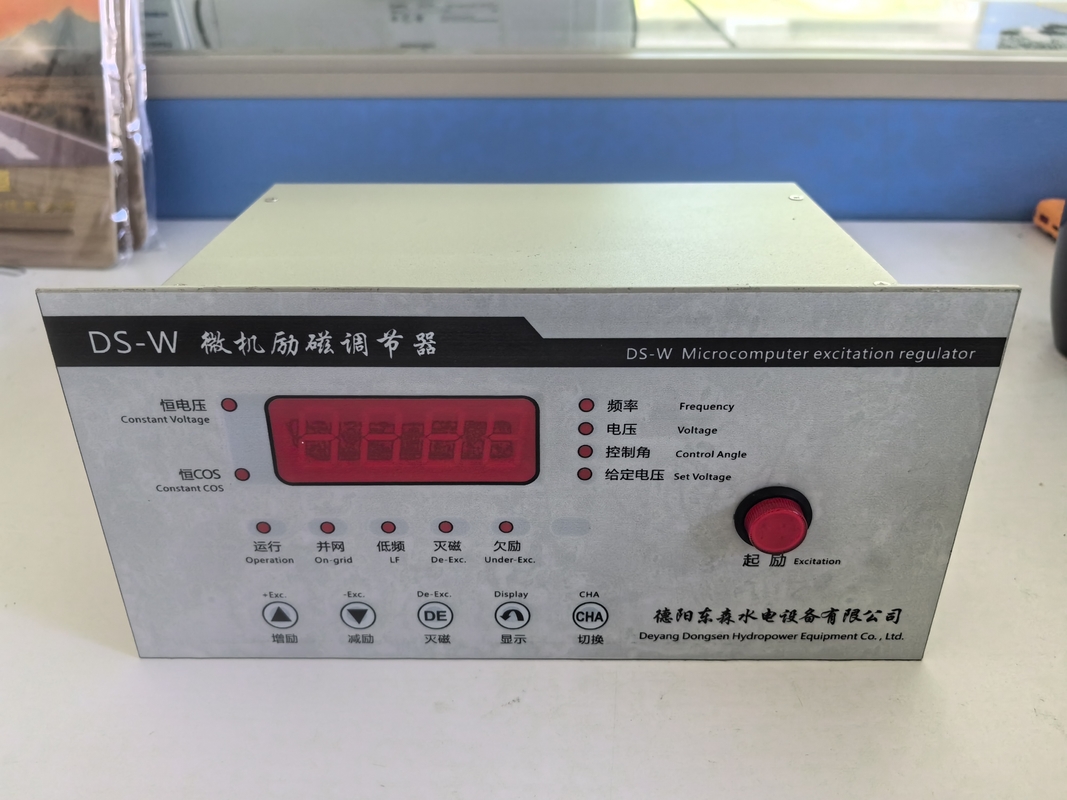 DS-W 微机励磁调节器
DS-W Microcomputer excitation regulator
恒电压
Constant Voltage
恒COS
Constant COS
频率 Frequency
电压 Voltage
控制角 Control Angle
给定电压 Set Voltage
运行 并网 低频 灭磁 欠励
Operation On-grid LF De-Exc. Under-Exc.
起励 Excitation
+Exc. -Exc. De-Exc. Display CHA
DE CHA
增励 减励 灭磁 显示 切换
德阳东森水电设备有限公司
Deyang Dongsen Hydropower Equipment Co., Ltd.